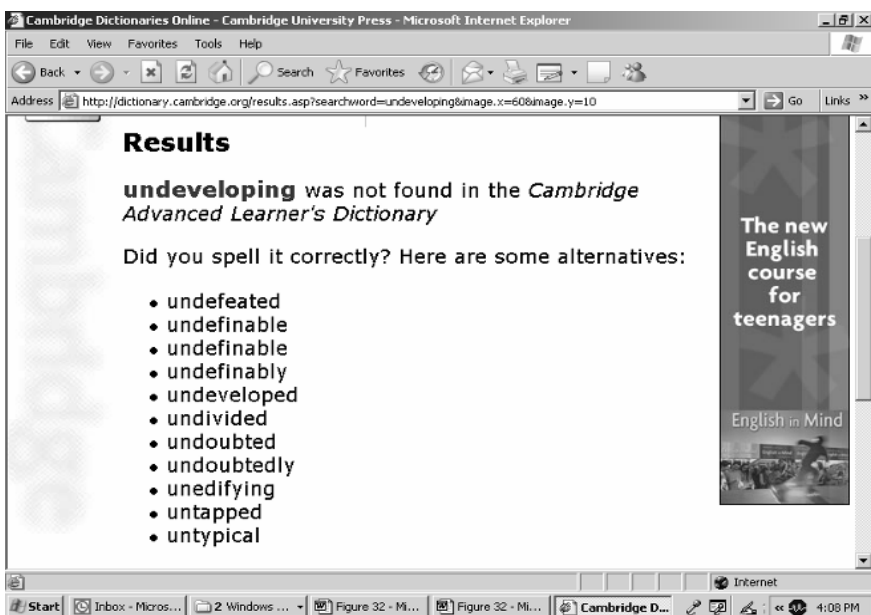 Cambridge Dictionaries Online - Cambridge University Press - Microsoft Internet Explorer
File Edit View Favorites Tools Help
Back Search Favorites
Address http://dictionary.cambridge.org/results.asp?searchword=undeveloping&image.x=60&image.y=10 Go Links »
Results
undeveloping was not found in the Cambridge
Advanced Learner's Dictionary
Did you spell it correctly? Here are some alternatives:
• undefeated
• undefinable
• undefinable
• undefinably
• undeveloped
• undivided
• undoubted
• undoubtedly
• unedifying
• untapped
• untypical
The new
English
course
for
teenagers
English in Mind
Cambridge
Internet
Start Inbox - Micros... 2 Windows ... Figure 32 - Mi... Figure 32 - Mi... Cambridge D... « 4:08 PM